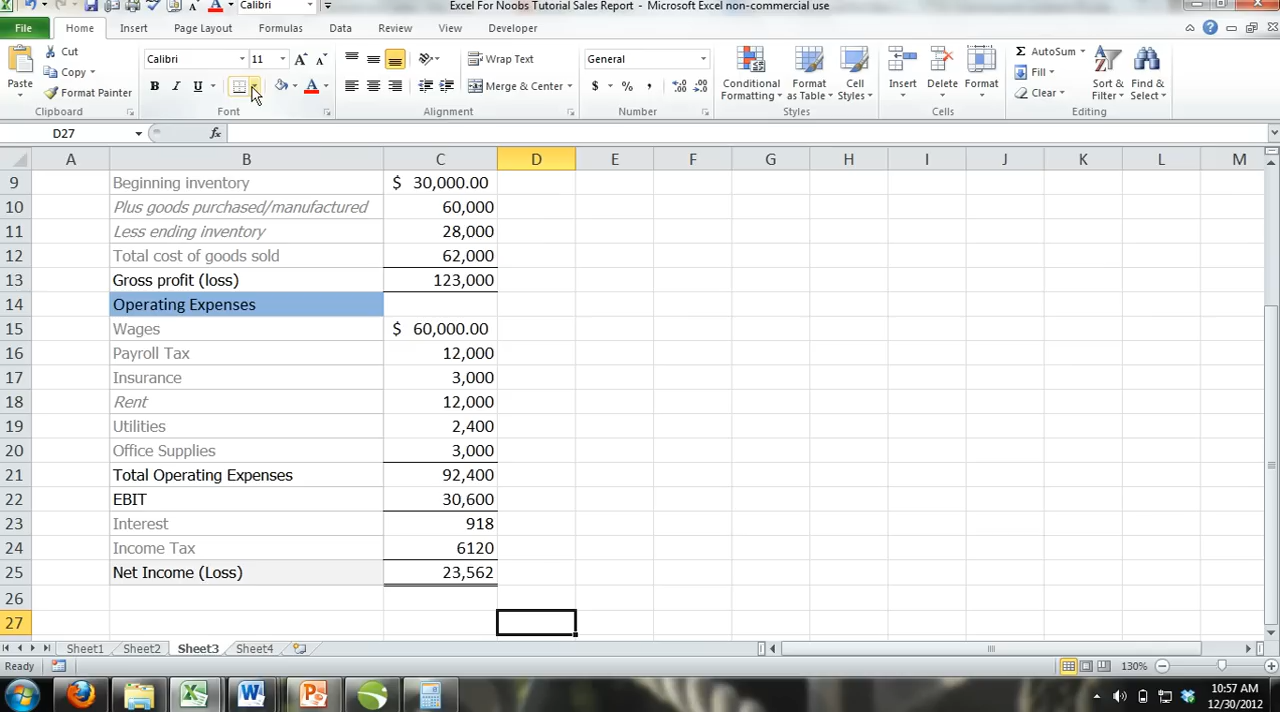 Calibri
Excel For Noobs Tutorial Sales Report - Microsoft Excel non-commercial use
File Home Insert Page Layout Formulas Data Review View Developer
Paste
Cut
Copy
Format Painter
Clipboard
Calibri 11
B I U
Font
Wrap Text
Merge & Center
Alignment
General
$ % ,
Number
Conditional Formatting
Format as Table
Cell Styles
Styles
Insert Delete Format
Cells
Σ AutoSum
Fill
Clear
Sort & Filter
Find & Select
Editing
D27 fx
A B C D E F G H I J K L M
9 Beginning inventory $ 30,000.00
10 Plus goods purchased/manufactured 60,000
11 Less ending inventory 28,000
12 Total cost of goods sold 62,000
13 Gross profit (loss) 123,000
14 Operating Expenses
15 Wages $ 60,000.00
16 Payroll Tax 12,000
17 Insurance 3,000
18 Rent 12,000
19 Utilities 2,400
20 Office Supplies 3,000
21 Total Operating Expenses 92,400
22 EBIT 30,600
23 Interest 918
24 Income Tax 6120
25 Net Income (Loss) 23,562
26
27
Sheet1 Sheet2 Sheet3 Sheet4
Ready 130%
10:57 AM
12/30/2012